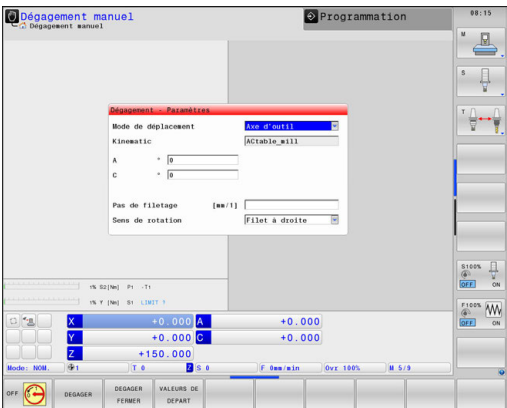 Dégagement manuel
Dégagement manuel
Programmation
08:15
M
S
T
Dégagement - Paramètres
Mode de déplacement Axe d'outil
Kinematic ACtable_mill
A ° 0
C ° 0
Pas de filetage [mm/1]
Sens de rotation Filet à droite
1% S2[Nm] P1 -T1
1% Y [Nm] S1 LIMIT 1
S100%
OFF ON
F100%
OFF ON
X +0.000 A +0.000
Y +0.000 C +0.000
Z +150.000
Mode: NOM. 1 T 0 Z S 0 F 0mm/min Ovr 100% M 5/9
OFF
DEGAGER
DEGAGER FERMER
VALEURS DE DEPART